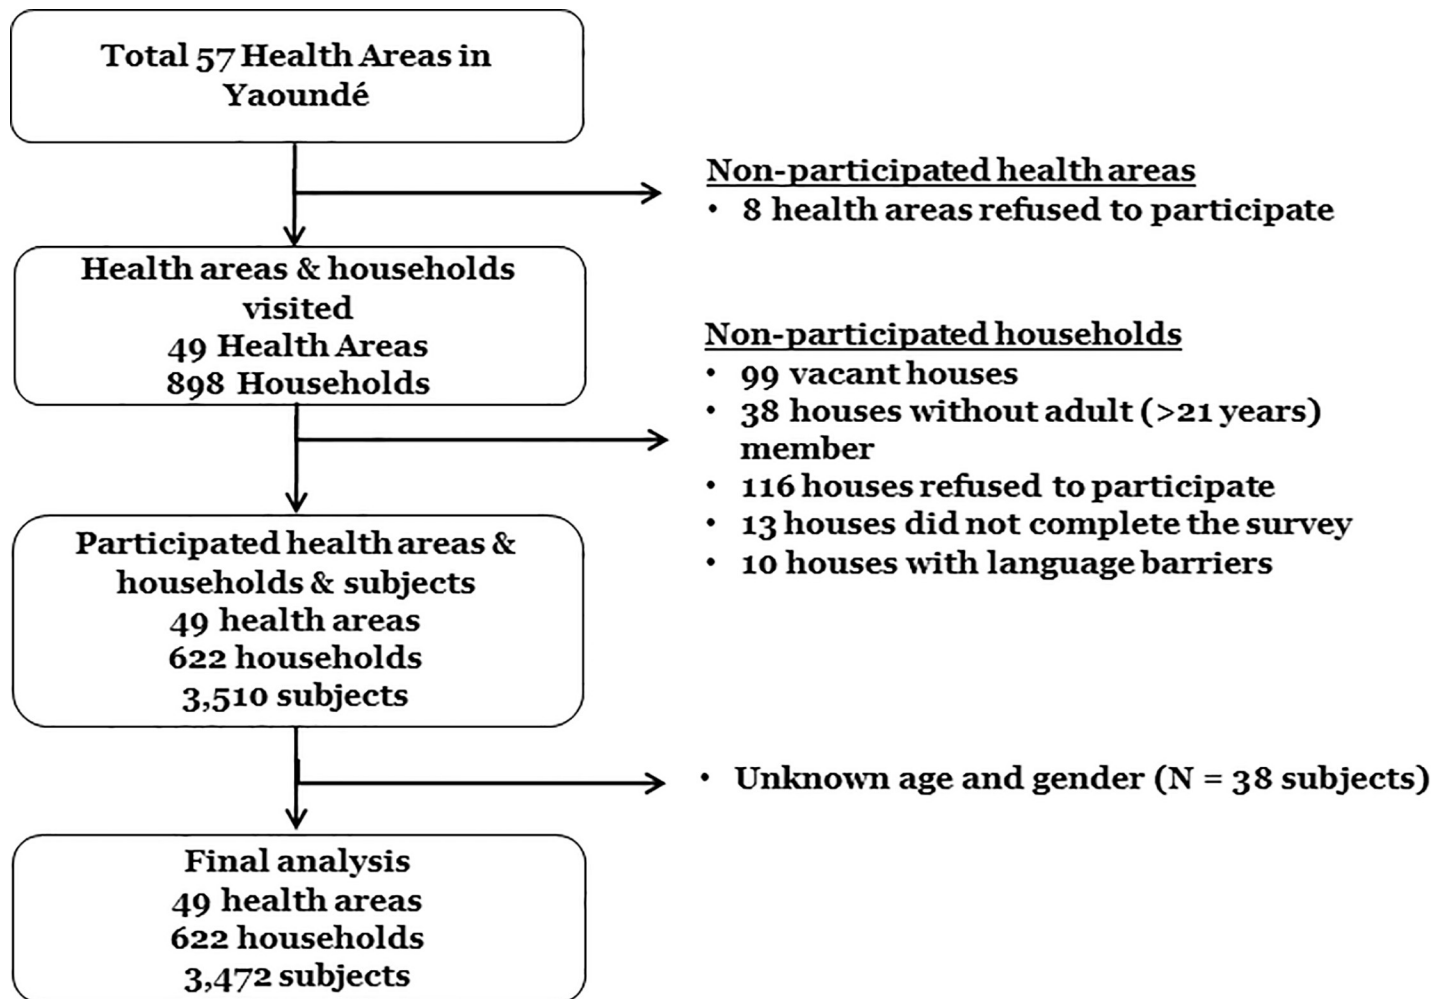 Total 57 Health Areas in
Yaoundé
Non-participated health areas
• 8 health areas refused to participate
Health areas & households
visited
49 Health Areas
898 Households
Non-participated households
• 99 vacant houses
• 38 houses without adult (>21 years)
member
• 116 houses refused to participate
• 13 houses did not complete the survey
• 10 houses with language barriers
Participated health areas &
households & subjects
49 health areas
622 households
3,510 subjects
• Unknown age and gender (N = 38 subjects)
Final analysis
49 health areas
622 households
3,472 subjects